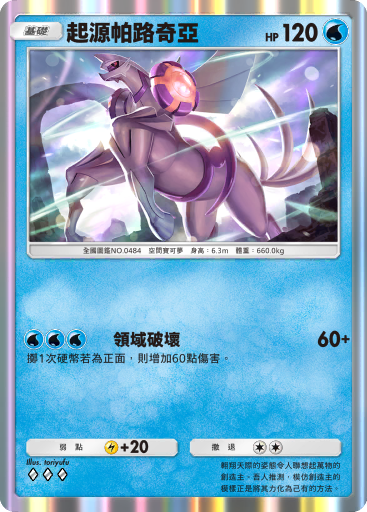 基礎 起源帕路奇亞 HP 120
全國圖鑑NO.0484 空間寶可夢 身高：6.3m 體重：660.0kg
領域破壞 60+
擲1次硬幣若為正面，則增加60點傷害。
弱點 +20 撤退
Illus. toriyufu
翱翔天際的姿態令人聯想起萬物的
創造主。吾人推測，模仿創造主的
模樣正是將其力化為己有的方法。